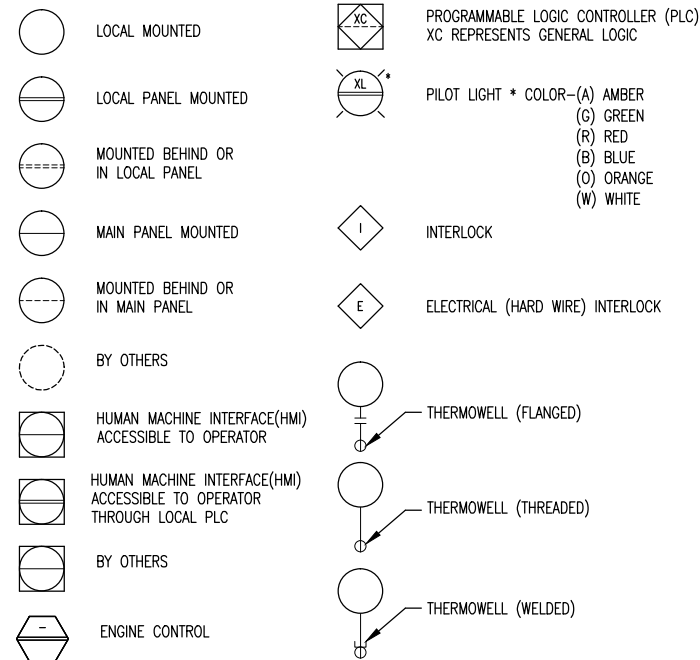 LOCAL MOUNTED
LOCAL PANEL MOUNTED
MOUNTED BEHIND OR
IN LOCAL PANEL
MAIN PANEL MOUNTED
MOUNTED BEHIND OR
IN MAIN PANEL
BY OTHERS
HUMAN MACHINE INTERFACE(HMI)
ACCESSIBLE TO OPERATOR
HUMAN MACHINE INTERFACE(HMI)
ACCESSIBLE TO OPERATOR
THROUGH LOCAL PLC
BY OTHERS
–
ENGINE CONTROL
XC
PROGRAMMABLE LOGIC CONTROLLER (PLC)
XC REPRESENTS GENERAL LOGIC
XL *
PILOT LIGHT * COLOR–(A) AMBER
(G) GREEN
(R) RED
(B) BLUE
(O) ORANGE
(W) WHITE
I
INTERLOCK
E
ELECTRICAL (HARD WIRE) INTERLOCK
THERMOWELL (FLANGED)
THERMOWELL (THREADED)
THERMOWELL (WELDED)